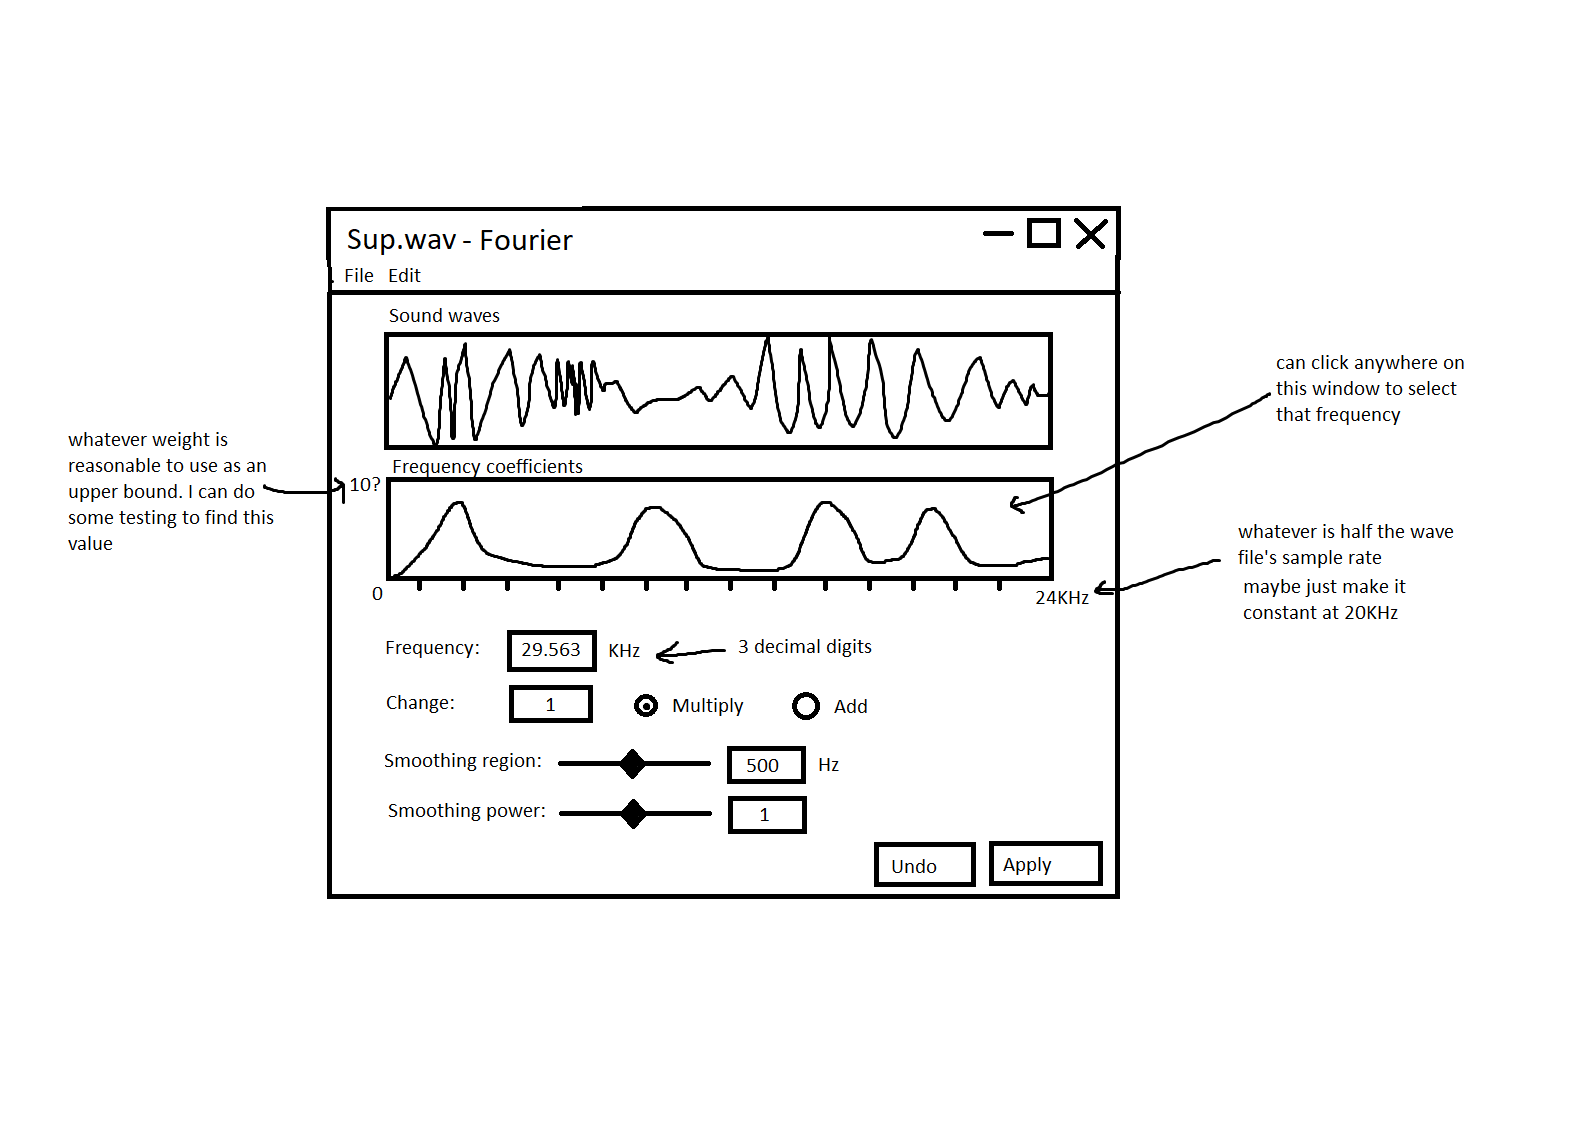 Sup.wav - Fourier
File Edit
Sound waves
can click anywhere on
this window to select
that frequency
whatever weight is
reasonable to use as an
upper bound. I can do
some testing to find this
value
Frequency coefficients
10?
whatever is half the wave
file's sample rate
maybe just make it
constant at 20KHz
0
24KHz
Frequency: 29.563 KHz 3 decimal digits
Change: 1 Multiply Add
Smoothing region: 500 Hz
Smoothing power: 1
Undo Apply